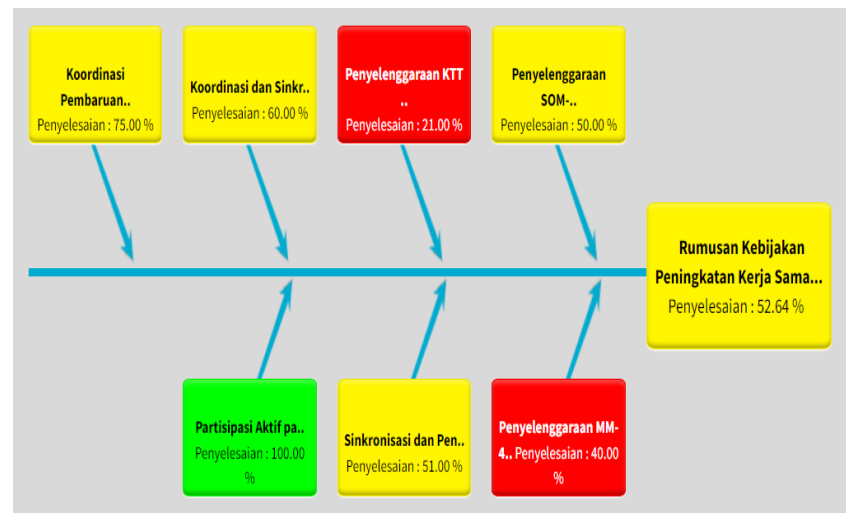 Koordinasi
Pembaruan..
Penyelesaian : 75.00 %
Koordinasi dan Sinkr..
Penyelesaian : 60.00 %
Penyelenggaraan KTT
..
Penyelesaian : 21.00 %
Penyelenggaraan
SOM-..
Penyelesaian : 50.00 %
Rumusan Kebijakan
Peningkatan Kerja Sama...
Penyelesaian : 52.64 %
Partisipasi Aktif pa..
Penyelesaian : 100.00
%
Sinkronisasi dan Pen..
Penyelesaian : 51.00 %
Penyelenggaraan MM-
4.. Penyelesaian : 40.00
%